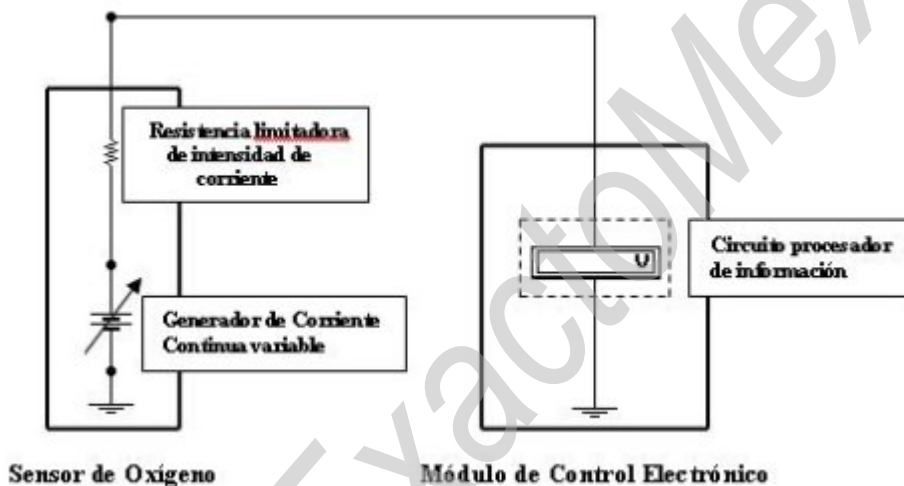 Resistencia limitadora
de intensidad de
corriente
Circuito procesador
de información
V
Generador de Corriente
Continua variable
Sensor de Oxígeno
Módulo de Control Electrónico